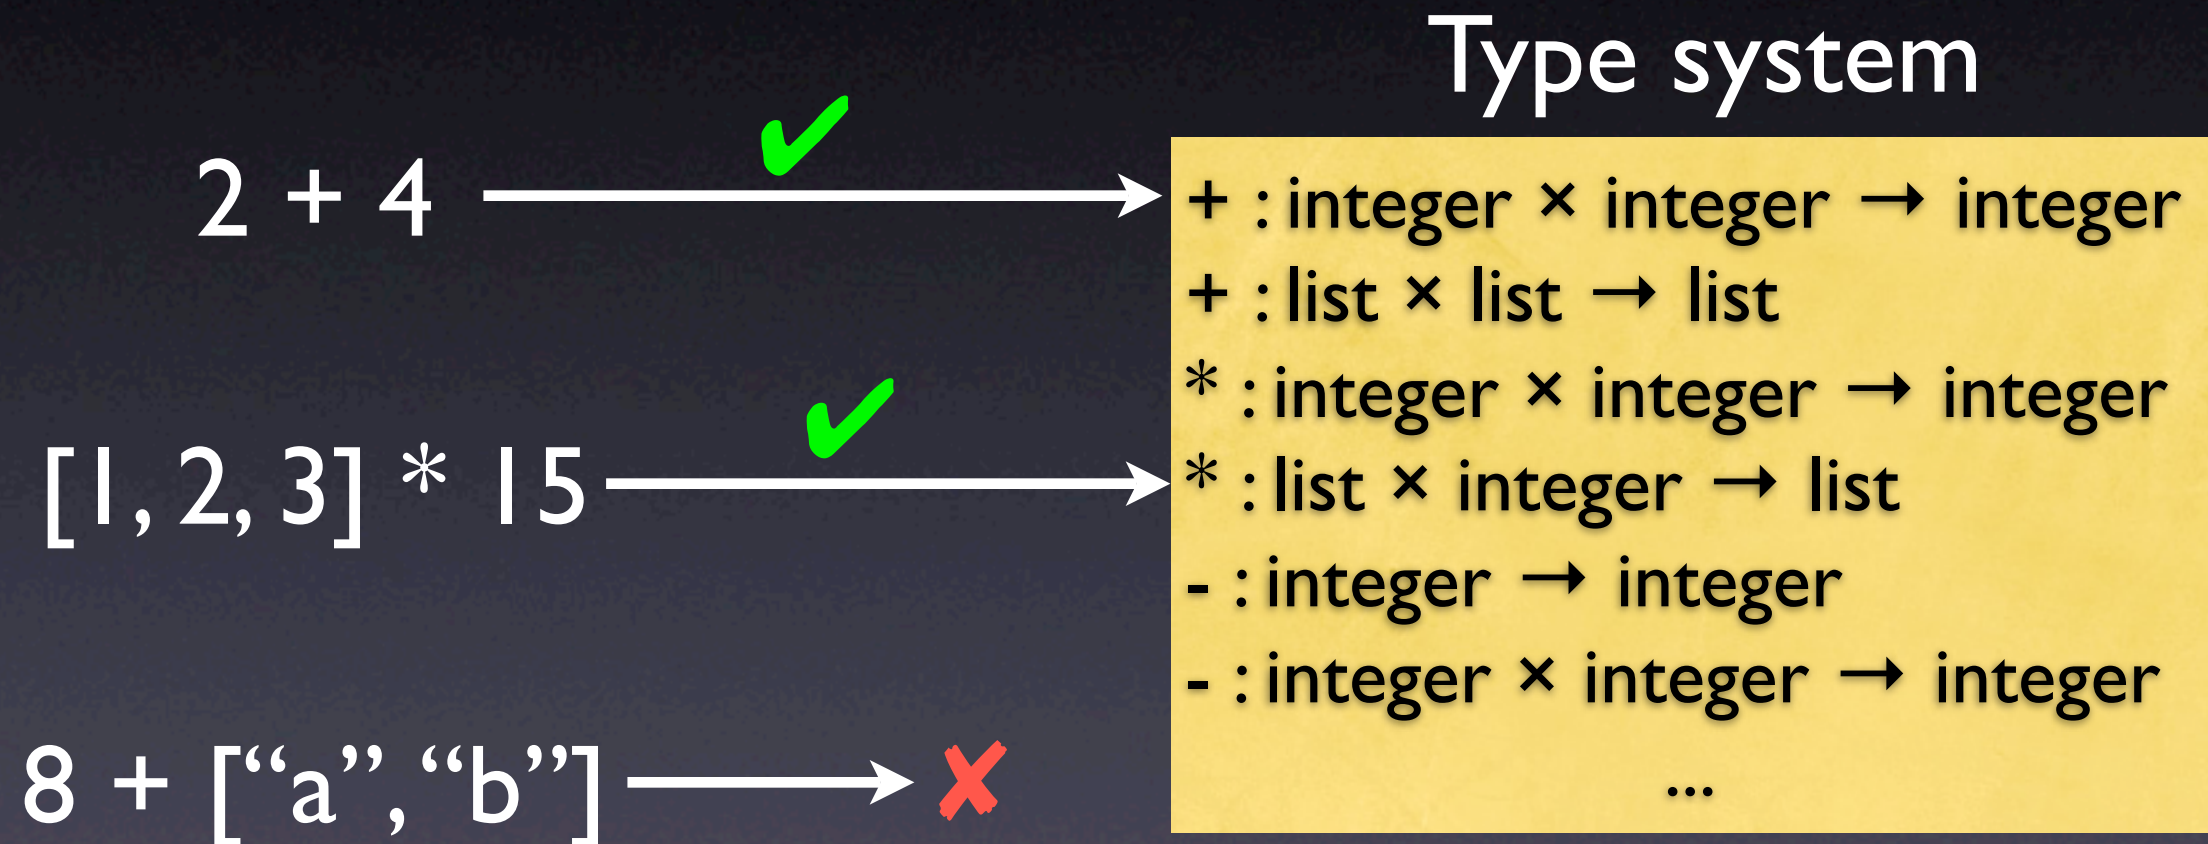 Type system
2 + 4
+ : integer × integer → integer
+ : list × list → list
* : integer × integer → integer
[1, 2, 3] * 15
* : list × integer → list
- : integer → integer
- : integer × integer → integer
8 + [“a”, “b”]
...